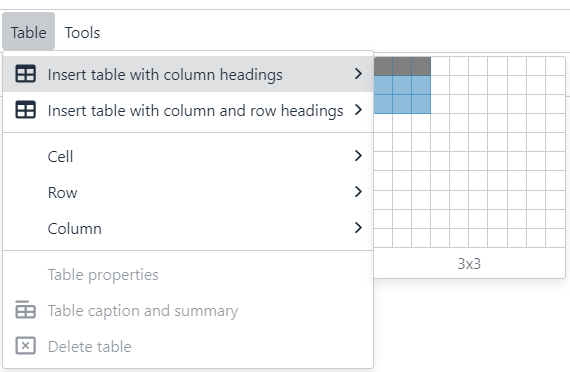 Table Tools
Insert table with column headings
Insert table with column and row headings
Cell
Row
Column
3x3
Table properties
Table caption and summary
Delete table